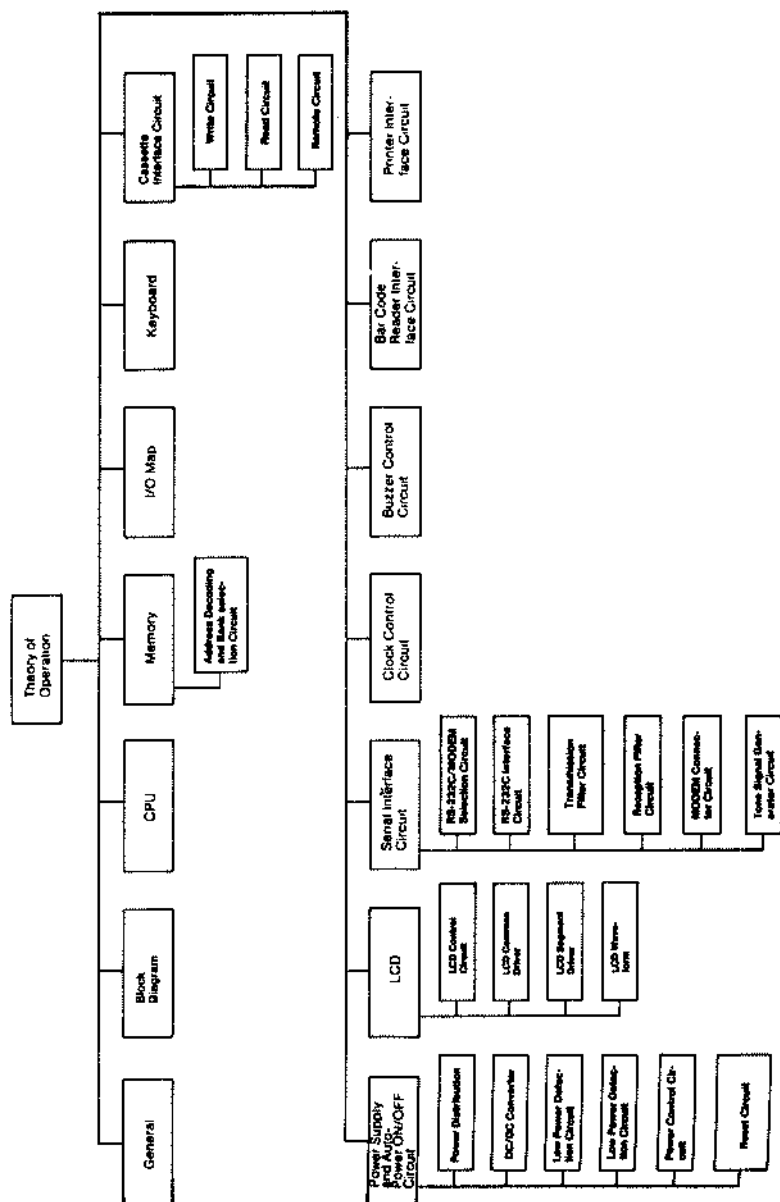 Theory of
Operation
General
Block
Diagram
CPU
Memory
Address Decoding
and Bank selec-
tion Circuit
I/O Map
Keyboard
Cassette
Interface Circuit
Write Circuit
Read Circuit
Remote Circuit
Power Supply
and Auto-
Power ON/OFF
Circuit
Power Distribution
DC/DC Converter
Low Power Detec-
tion Circuit
Low Power Detec-
tion Circuit
Power Control Cir-
cuit
Reset Circuit
LCD
LCD Control
Circuit
LCD Common
Driver
LCD Segment
Driver
LCD Wave-
form
Serial Interface
Circuit
RS-232C/MODEM
Selection Circuit
RS-232C Interface
Circuit
Transmission
Filter Circuit
Reception Filter
Circuit
MODEM Connec-
tor Circuit
Tone Signal Gen-
erator Circuit
Clock Control
Circuit
Buzzer Control
Circuit
Bar Code
Reader Inter-
face Circuit
Printer Inter-
face Circuit